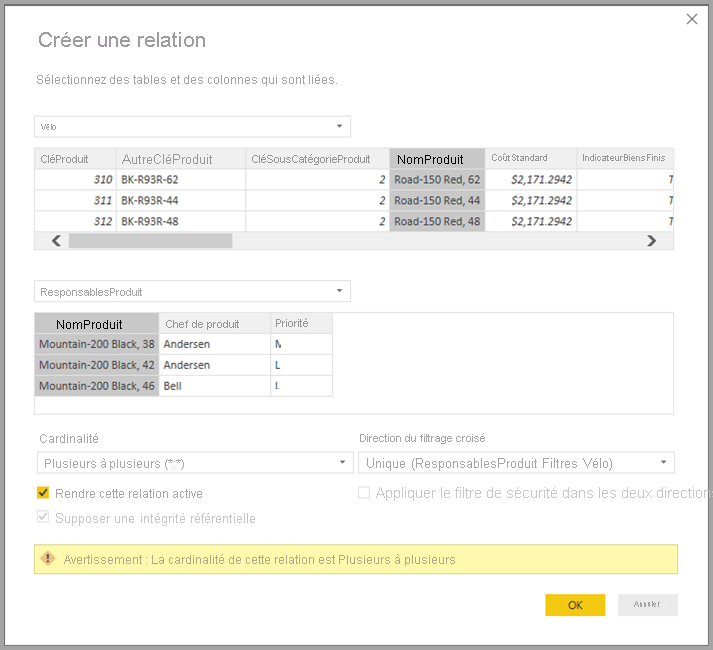 Créer une relation
Sélectionnez des tables et des colonnes qui sont liées.
Vélo
CléProduit AutreCléProduit CléSousCatégorieProduit NomProduit Coût Standard IndicateurBiens Finis
310 BK-R93R-62 2 Road-150 Red, 62 $2,171.2942
311 BK-R93R-44 2 Road-150 Red, 44 $2,171.2942
312 BK-R93R-48 2 Road-150 Red, 48 $2,171.2942
ResponsablesProduit
NomProduit Chef de produit Priorité
Mountain-200 Black, 38 Andersen M
Mountain-200 Black, 42 Andersen L
Mountain-200 Black, 46 Bell L
Cardinalité Direction du filtrage croisé
Plusieurs à plusieurs (*:*) Unique (ResponsablesProduit Filtres Vélo)
Rendre cette relation active Appliquer le filtre de sécurité dans les deux direction
Supposer une intégrité référentielle
Avertissement : La cardinalité de cette relation est Plusieurs à plusieurs
OK Annuler